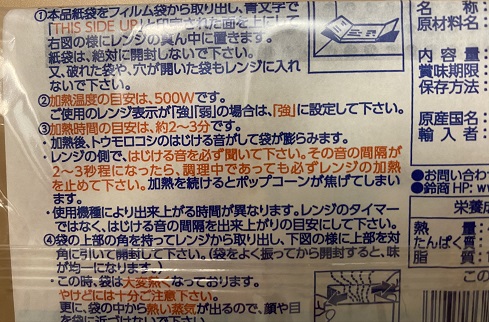 ①本品紙袋をフィルム袋から取り出し、青文字で
「THIS SIDE UP」と印字された面を上にして
右図の様にレンジの真ん中に置きます。
紙袋は、絶対に開封しないで下さい。
又、破れた袋や、穴が開いた袋もレンジに入れ
ないで下さい。
②加熱温度の目安は、500Wです。
ご使用のレンジ表示が「強」「弱」の場合は、「強」に設定して下さい。
③加熱時間の目安は、約2〜3分です。
・加熱後、トウモロコシのはじける音がして袋が膨らみます。
・レンジの側で、はじける音を必ず聞いて下さい。その音の間隔が
2〜3秒程になったら、調理中であっても必ずレンジの加熱
を止めて下さい。加熱を続けるとポップコーンが焦げてしまい
ます。
・使用機種により出来上がる時間が異なります。レンジのタイマー
ではなく、はじける音の間隔を出来上りの目安にして下さい。
④袋の上部の角を持ってレンジから取り出し、下図の様に上部を対
角に引いて開封して下さい。（袋をよく振ってから開封すると、味
が均一になります。）
・この時、袋は大変熱くなっております。
やけどには十分ご注意下さい。
更に、袋の中から熱い蒸気が出るので、顔や目
を袋に近づけないで下さい。
名称:
原材料名:
内容量:
賞味期限:
保存方法:
原産国名:
輸入者:
●お問い合わ
●鈴商HP: w
栄養成
熱量:
たんぱく質:
脂質:
この